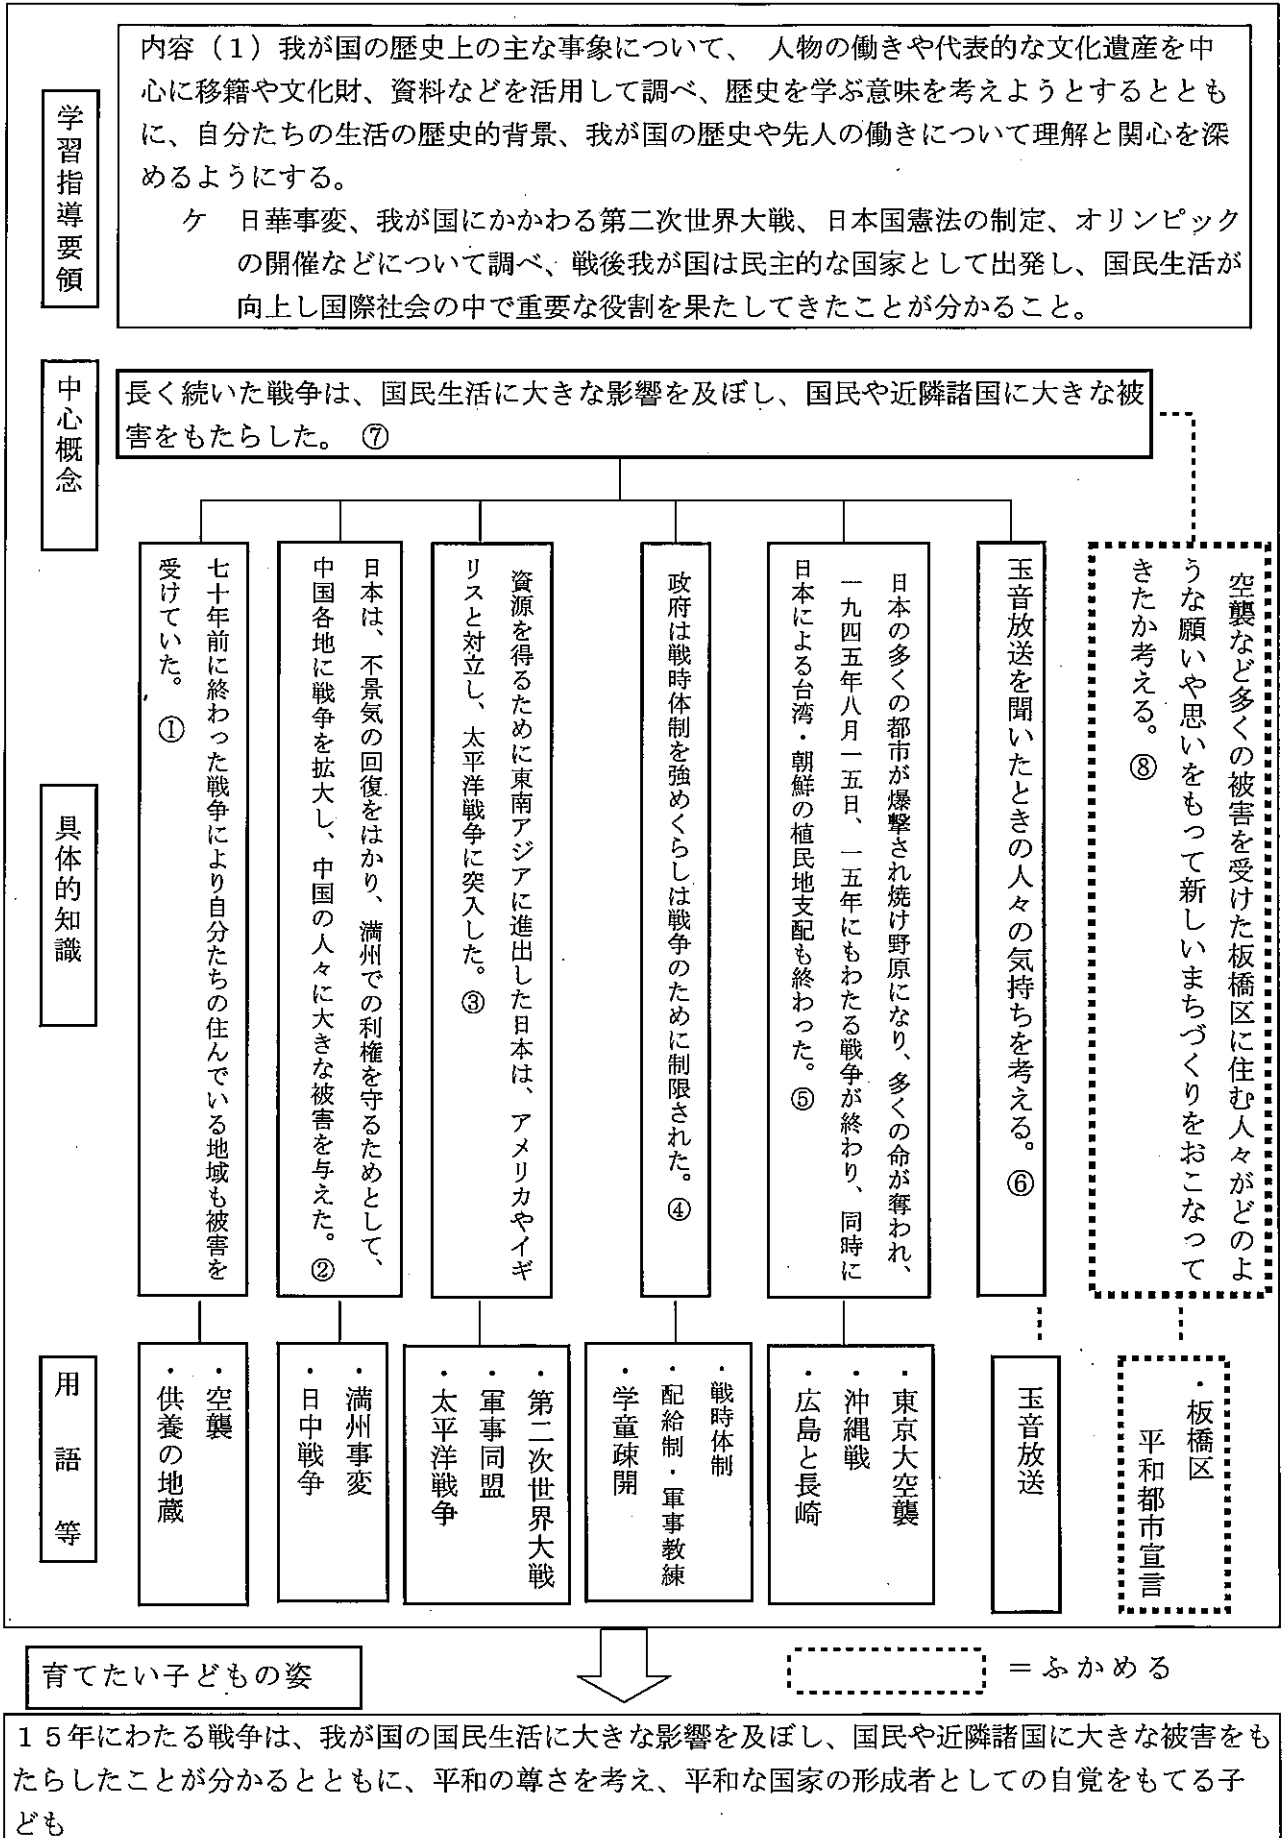 学習指導要領
内容（１）我が国の歴史上の主な事象について、 人物の働きや代表的な文化遺産を中
心に移籍や文化財、資料などを活用して調べ、歴史を学ぶ意味を考えようとするととも
に、自分たちの生活の歴史的背景、我が国の歴史や先人の働きについて理解と関心を深
めるようにする。
ケ　日華事変、我が国にかかわる第二次世界大戦、日本国憲法の制定、オリンピック
の開催などについて調べ、戦後我が国は民主的な国家として出発し、国民生活が
向上し国際社会の中で重要な役割を果たしてきたことが分かること。
中心概念
長く続いた戦争は、国民生活に大きな影響を及ぼし、国民や近隣諸国に大きな被
害をもたらした。 ⑦
具体的知識
空襲など多くの被害を受けた板橋区に住む人々がどのよ
うな願いや思いをもって新しいまちづくりをおこなって
きたか考える。⑧
玉音放送を聞いたときの人々の気持ちを考える。⑥
日本の多くの都市が爆撃され焼け野原になり、多くの命が奪われ、
一九四五年八月一五日、一五年にもわたる戦争が終わり、同時に
日本による台湾・朝鮮の植民地支配も終わった。⑤
政府は戦時体制を強めくらしは戦争のために制限された。④
資源を得るために東南アジアに進出した日本は、アメリカやイギ
リスと対立し、太平洋戦争に突入した。③
日本は、不景気の回復をはかり、満州での利権を守るためとして、
中国各地に戦争を拡大し、中国の人々に大きな被害を与えた。②
七十年前に終わった戦争により自分たちの住んでいる地域も被害を
受けていた。①
用語等
・板橋区
平和都市宣言
玉音放送
・東京大空襲
・沖縄戦
・広島と長崎
・戦時体制
・配給制・軍事教練
・学童疎開
・第二次世界大戦
・軍事同盟
・太平洋戦争
・満州事変
・日中戦争
・空襲
・供養の地蔵
育てたい子どもの姿
＝ふかめる
１５年にわたる戦争は、我が国の国民生活に大きな影響を及ぼし、国民や近隣諸国に大きな被害をも
たらしたことが分かるとともに、平和の尊さを考え、平和な国家の形成者としての自覚をもてる子
ども